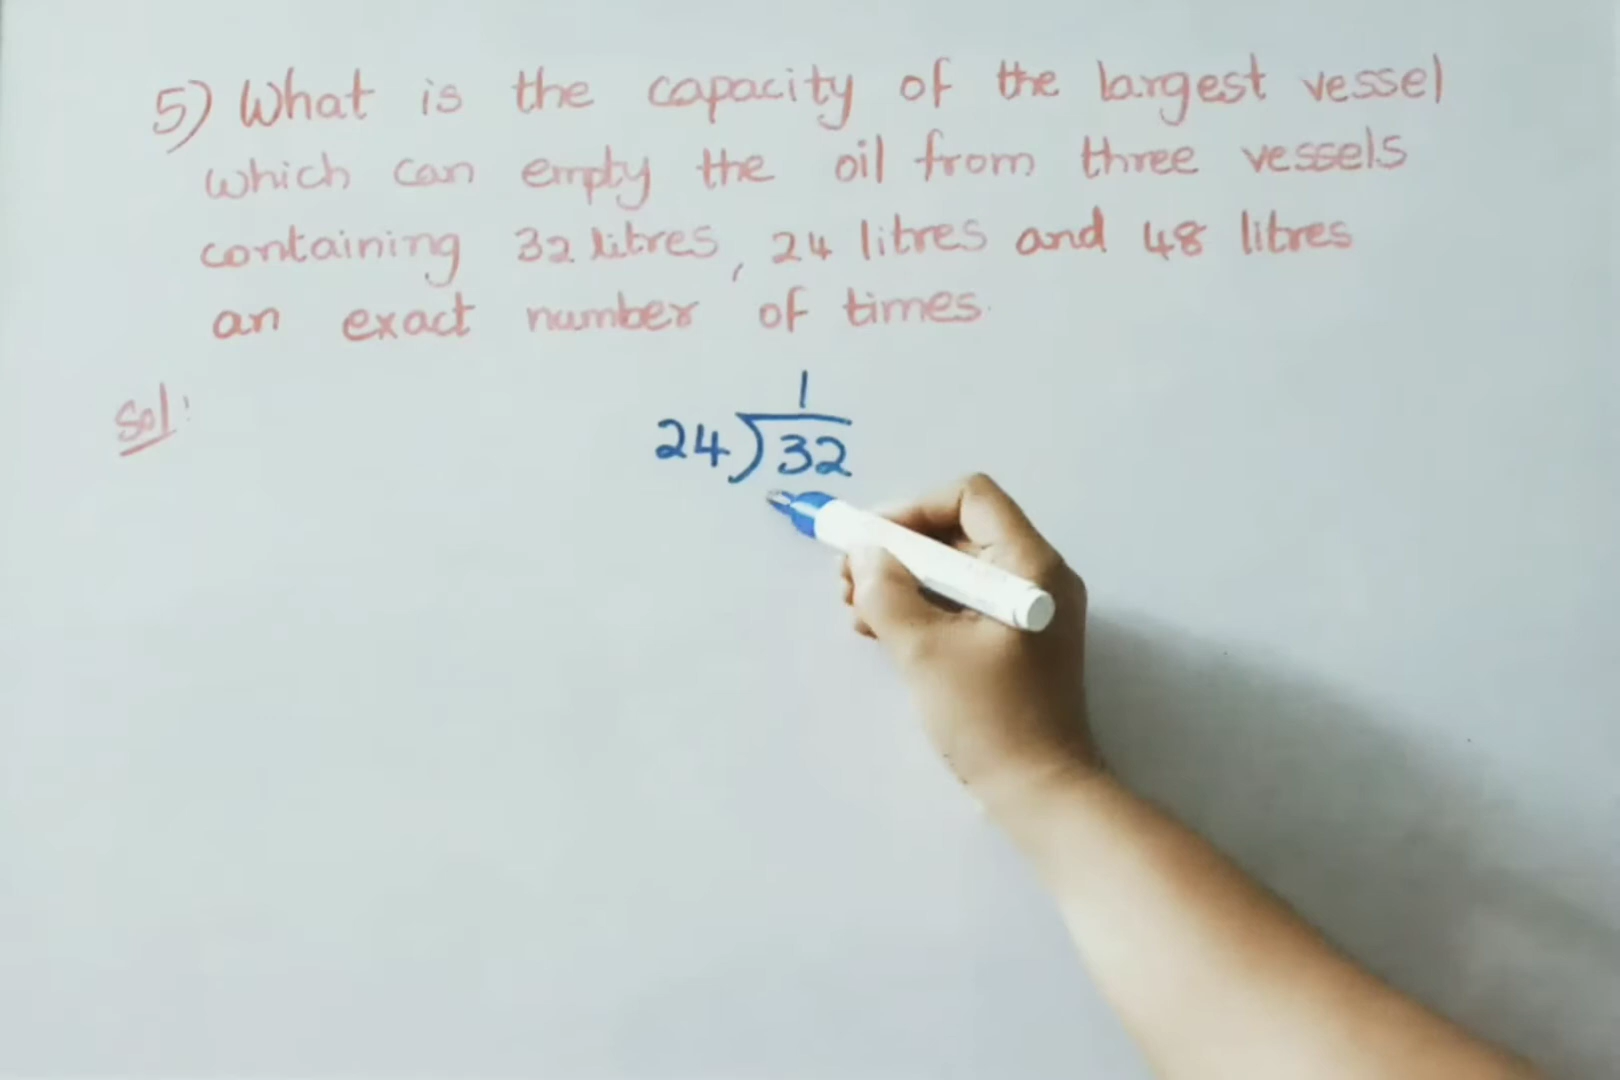 5) What is the capacity of the largest vessel
which can empty the oil from three vessels
containing 32 litres, 24 litres and 48 litres
an exact number of times.
Sol:
1
24)32